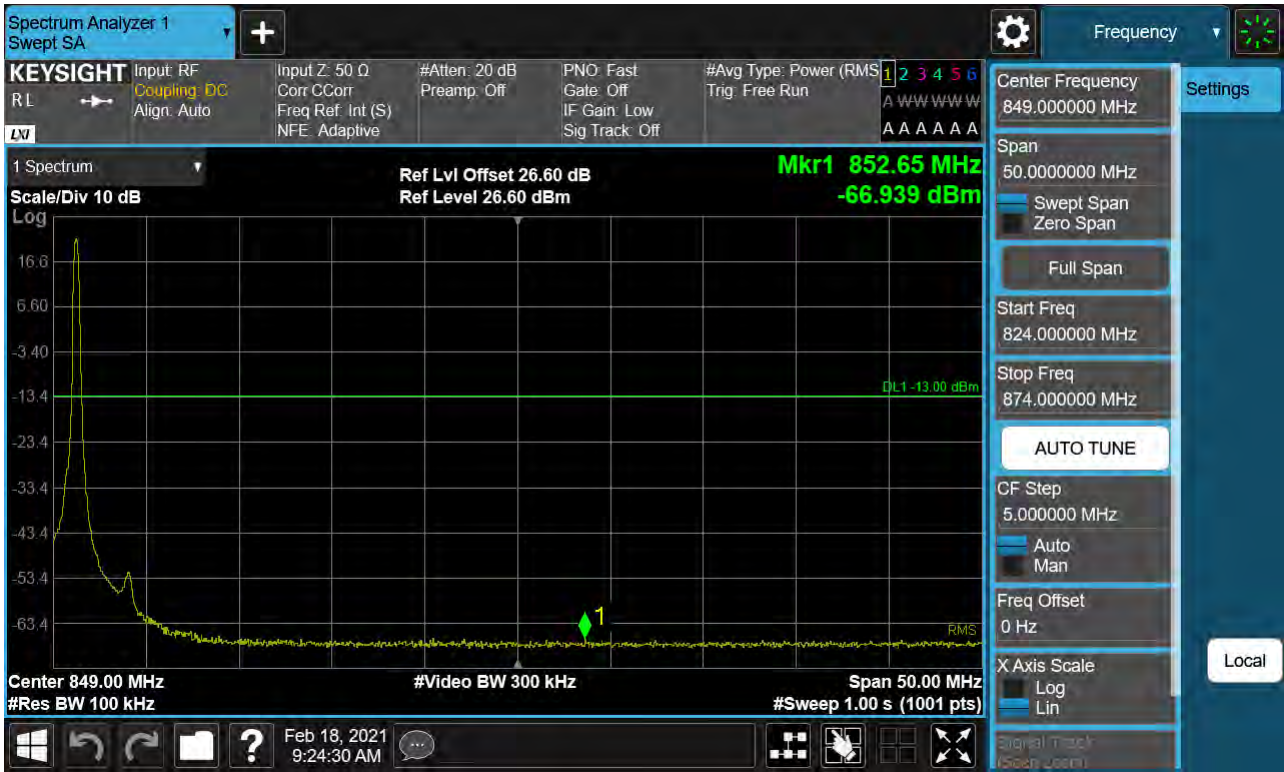 Spectrum Analyzer 1
Swept SA
+
Frequency
KEYSIGHT
RL
LXI
Input: RF
Coupling: DC
Align: Auto
Input Z: 50 Ω
Corr CCorr
Freq Ref: Int (S)
NFE: Adaptive
#Atten: 20 dB
Preamp: Off
PNO: Fast
Gate: Off
IF Gain: Low
Sig Track: Off
#Avg Type: Power (RMS
Trig: Free Run
1 2 3 4 5 6
A W W W W W
A A A A A A
1 Spectrum
Scale/Div 10 dB
Log
Ref Lvl Offset 26.60 dB
Ref Level 26.60 dBm
Mkr1 852.65 MHz
-66.939 dBm
16.6
6.60
-3.40
-13.4
-23.4
-33.4
-43.4
-53.4
-63.4
DL1 -13.00 dBm
1
RMS
Center 849.00 MHz
#Res BW 100 kHz
#Video BW 300 kHz
Span 50.00 MHz
#Sweep 1.00 s (1001 pts)
Center Frequency
849.000000 MHz
Settings
Span
50.0000000 MHz
Swept Span
Zero Span
Full Span
Start Freq
824.000000 MHz
Stop Freq
874.000000 MHz
AUTO TUNE
CF Step
5.000000 MHz
Auto
Man
Freq Offset
0 Hz
X Axis Scale
Log
Lin
Local
Signal Track
(Span Zoom)
?
Feb 18, 2021
9:24:30 AM